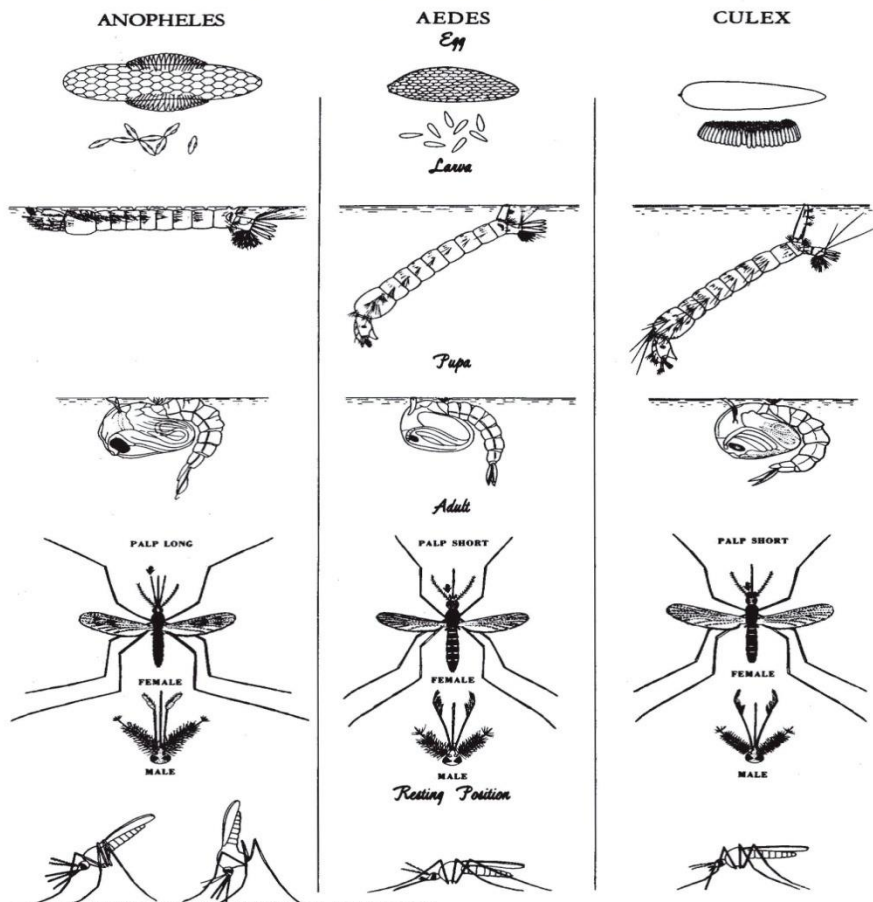 ANOPHELES AEDES CULEX
Egg
Larva
Pupa
Adult
PALP LONG PALP SHORT PALP SHORT
FEMALE FEMALE FEMALE
MALE MALE MALE
Resting Position